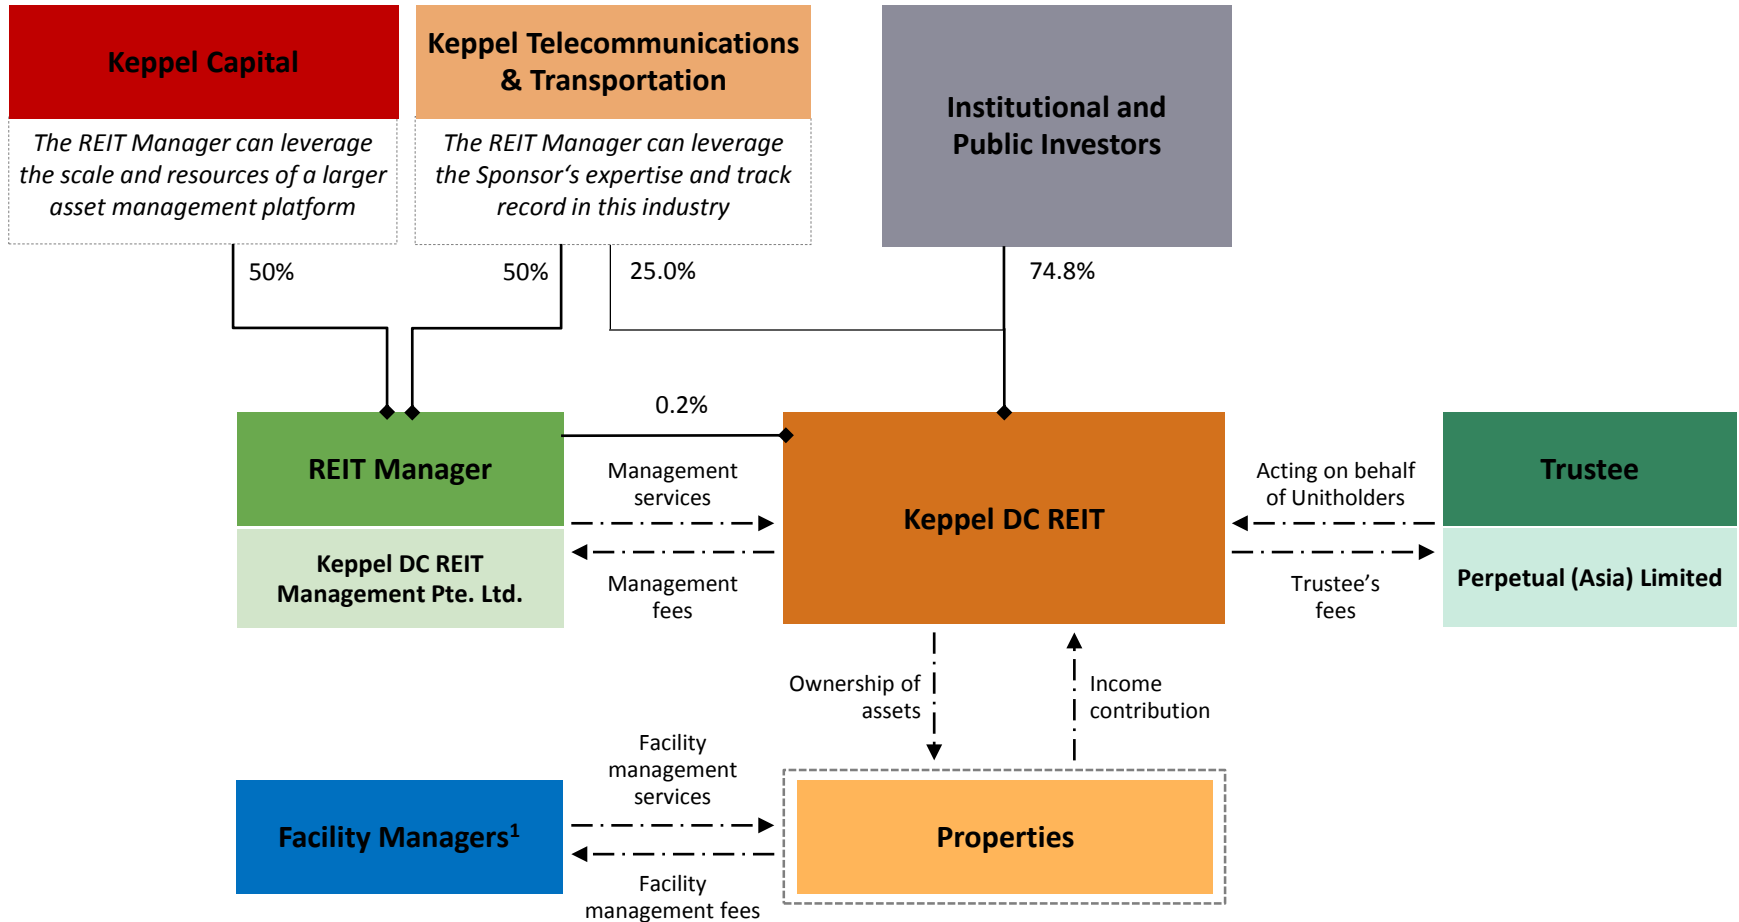 Keppel Capital
The REIT Manager can leverage
the scale and resources of a larger
asset management platform
Keppel Telecommunications
& Transportation
The REIT Manager can leverage
the Sponsor‘s expertise and track
record in this industry
Institutional and
Public Investors
50%
50%
25.0%
74.8%
0.2%
REIT Manager
Keppel DC REIT
Management Pte. Ltd.
Management
services
Management
fees
Keppel DC REIT
Acting on behalf
of Unitholders
Trustee’s
fees
Trustee
Perpetual (Asia) Limited
Ownership of
assets
Income
contribution
Facility
management
services
Facility Managers1
Facility
management fees
Properties